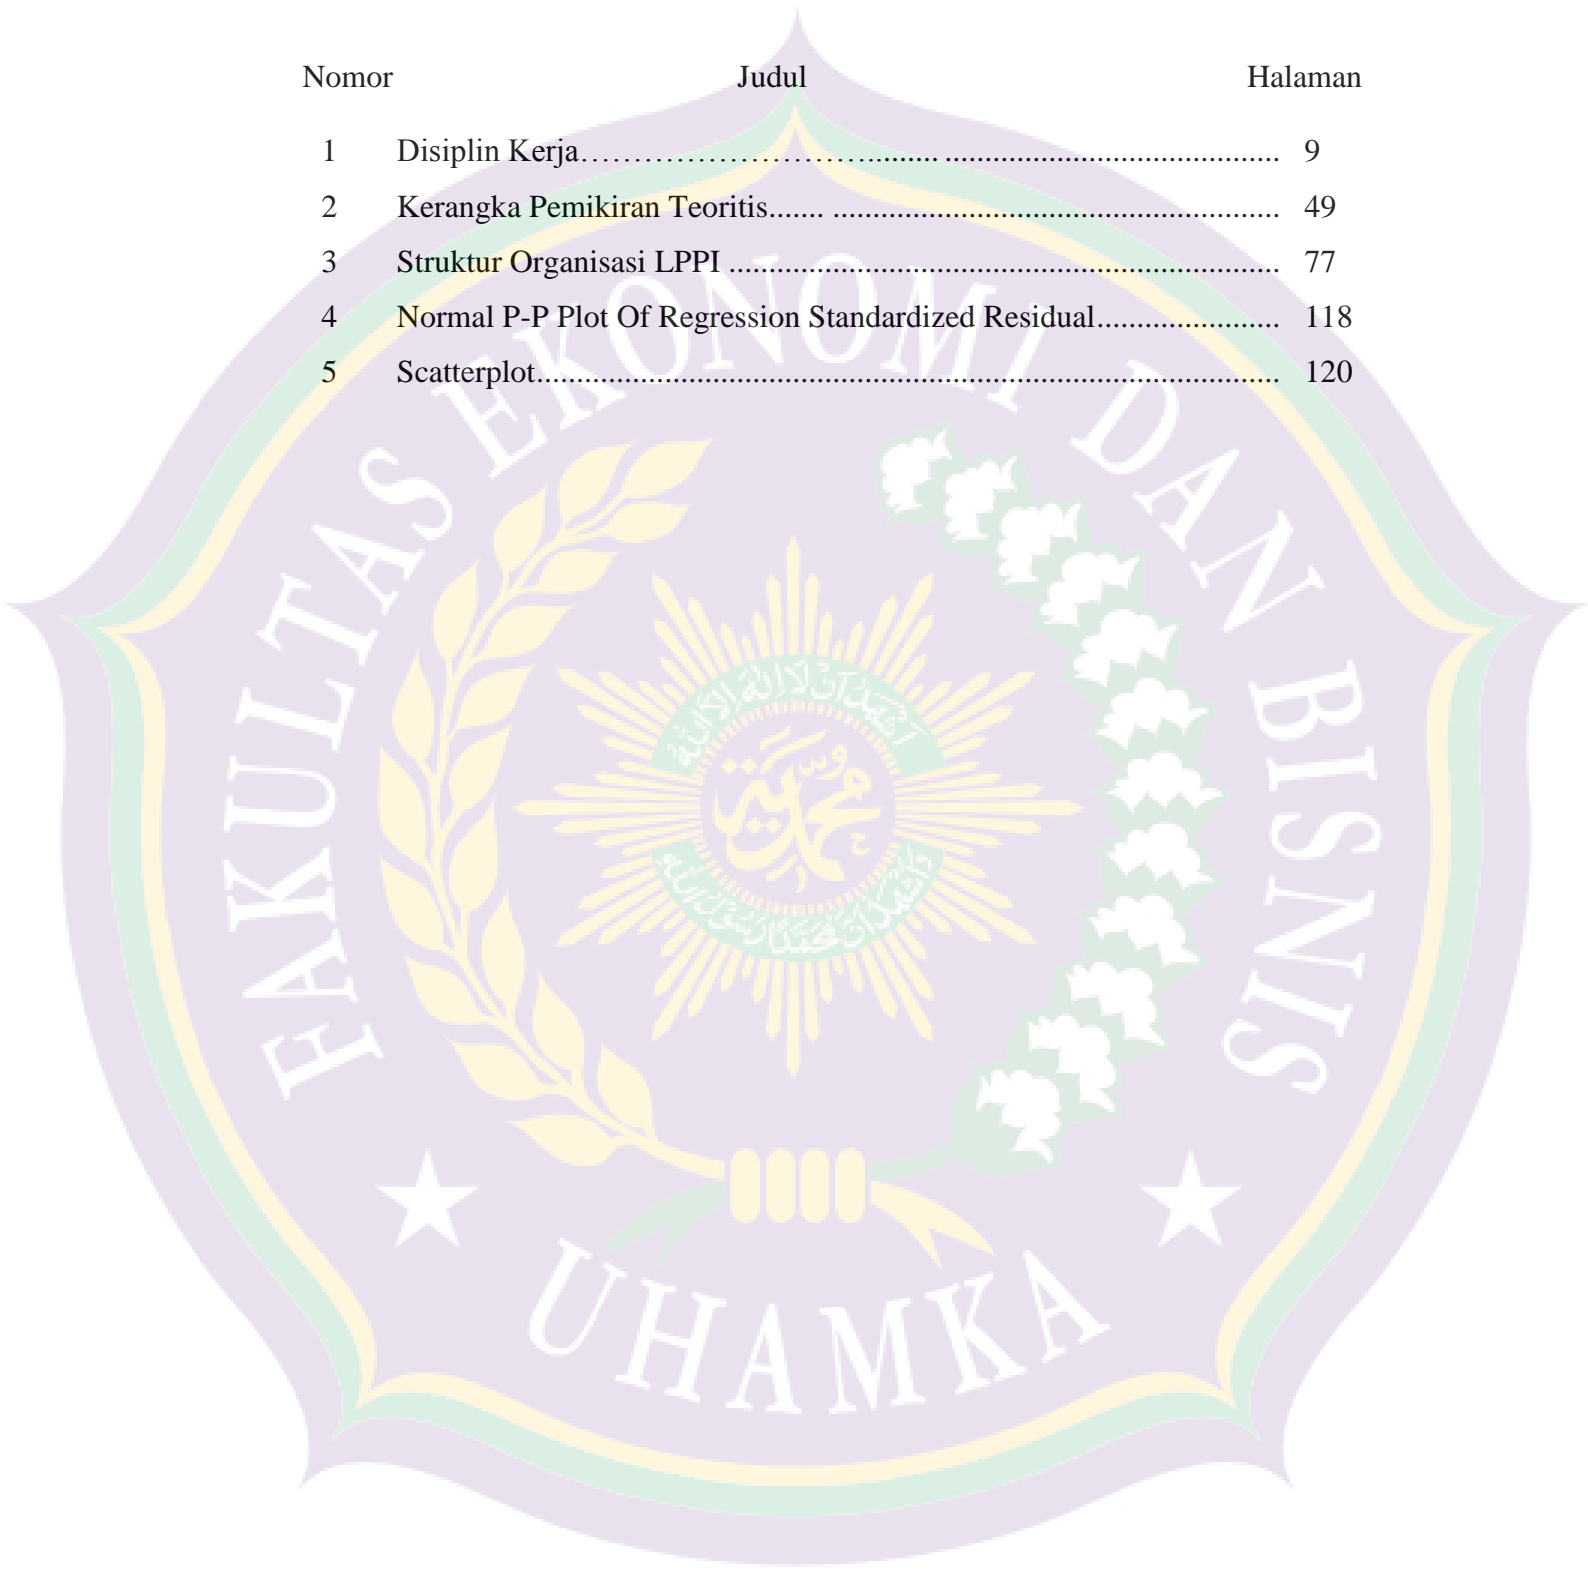 Nomor Judul Halaman
1 Disiplin Kerja………………………....... ........................................... 9
2 Kerangka Pemikiran Teoritis....... ......................................................... 49
3 Struktur Organisasi LPPI ...................................................................... 77
4 Normal P-P Plot Of Regression Standardized Residual....................... 118
5 Scatterplot.............................................................................................. 120
FAKULTAS EKONOMI DAN BISNIS
محمدية
UHAMKA